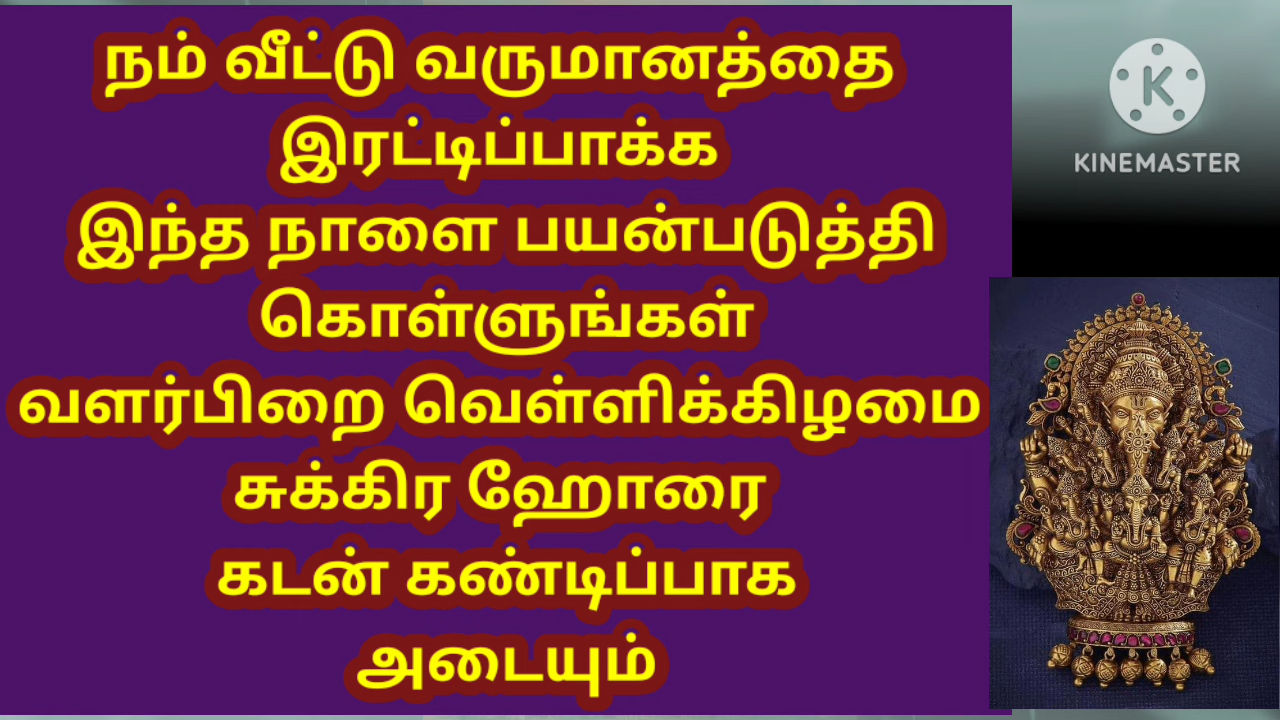 நம் வீட்டு வருமானத்தை
இரட்டிப்பாக்க
இந்த நாளை பயன்படுத்தி
கொள்ளுங்கள்
வளர்பிறை வெள்ளிக்கிழமை
சுக்கிர ஹோரை
கடன் கண்டிப்பாக
அடையும்
K
KINEMASTER